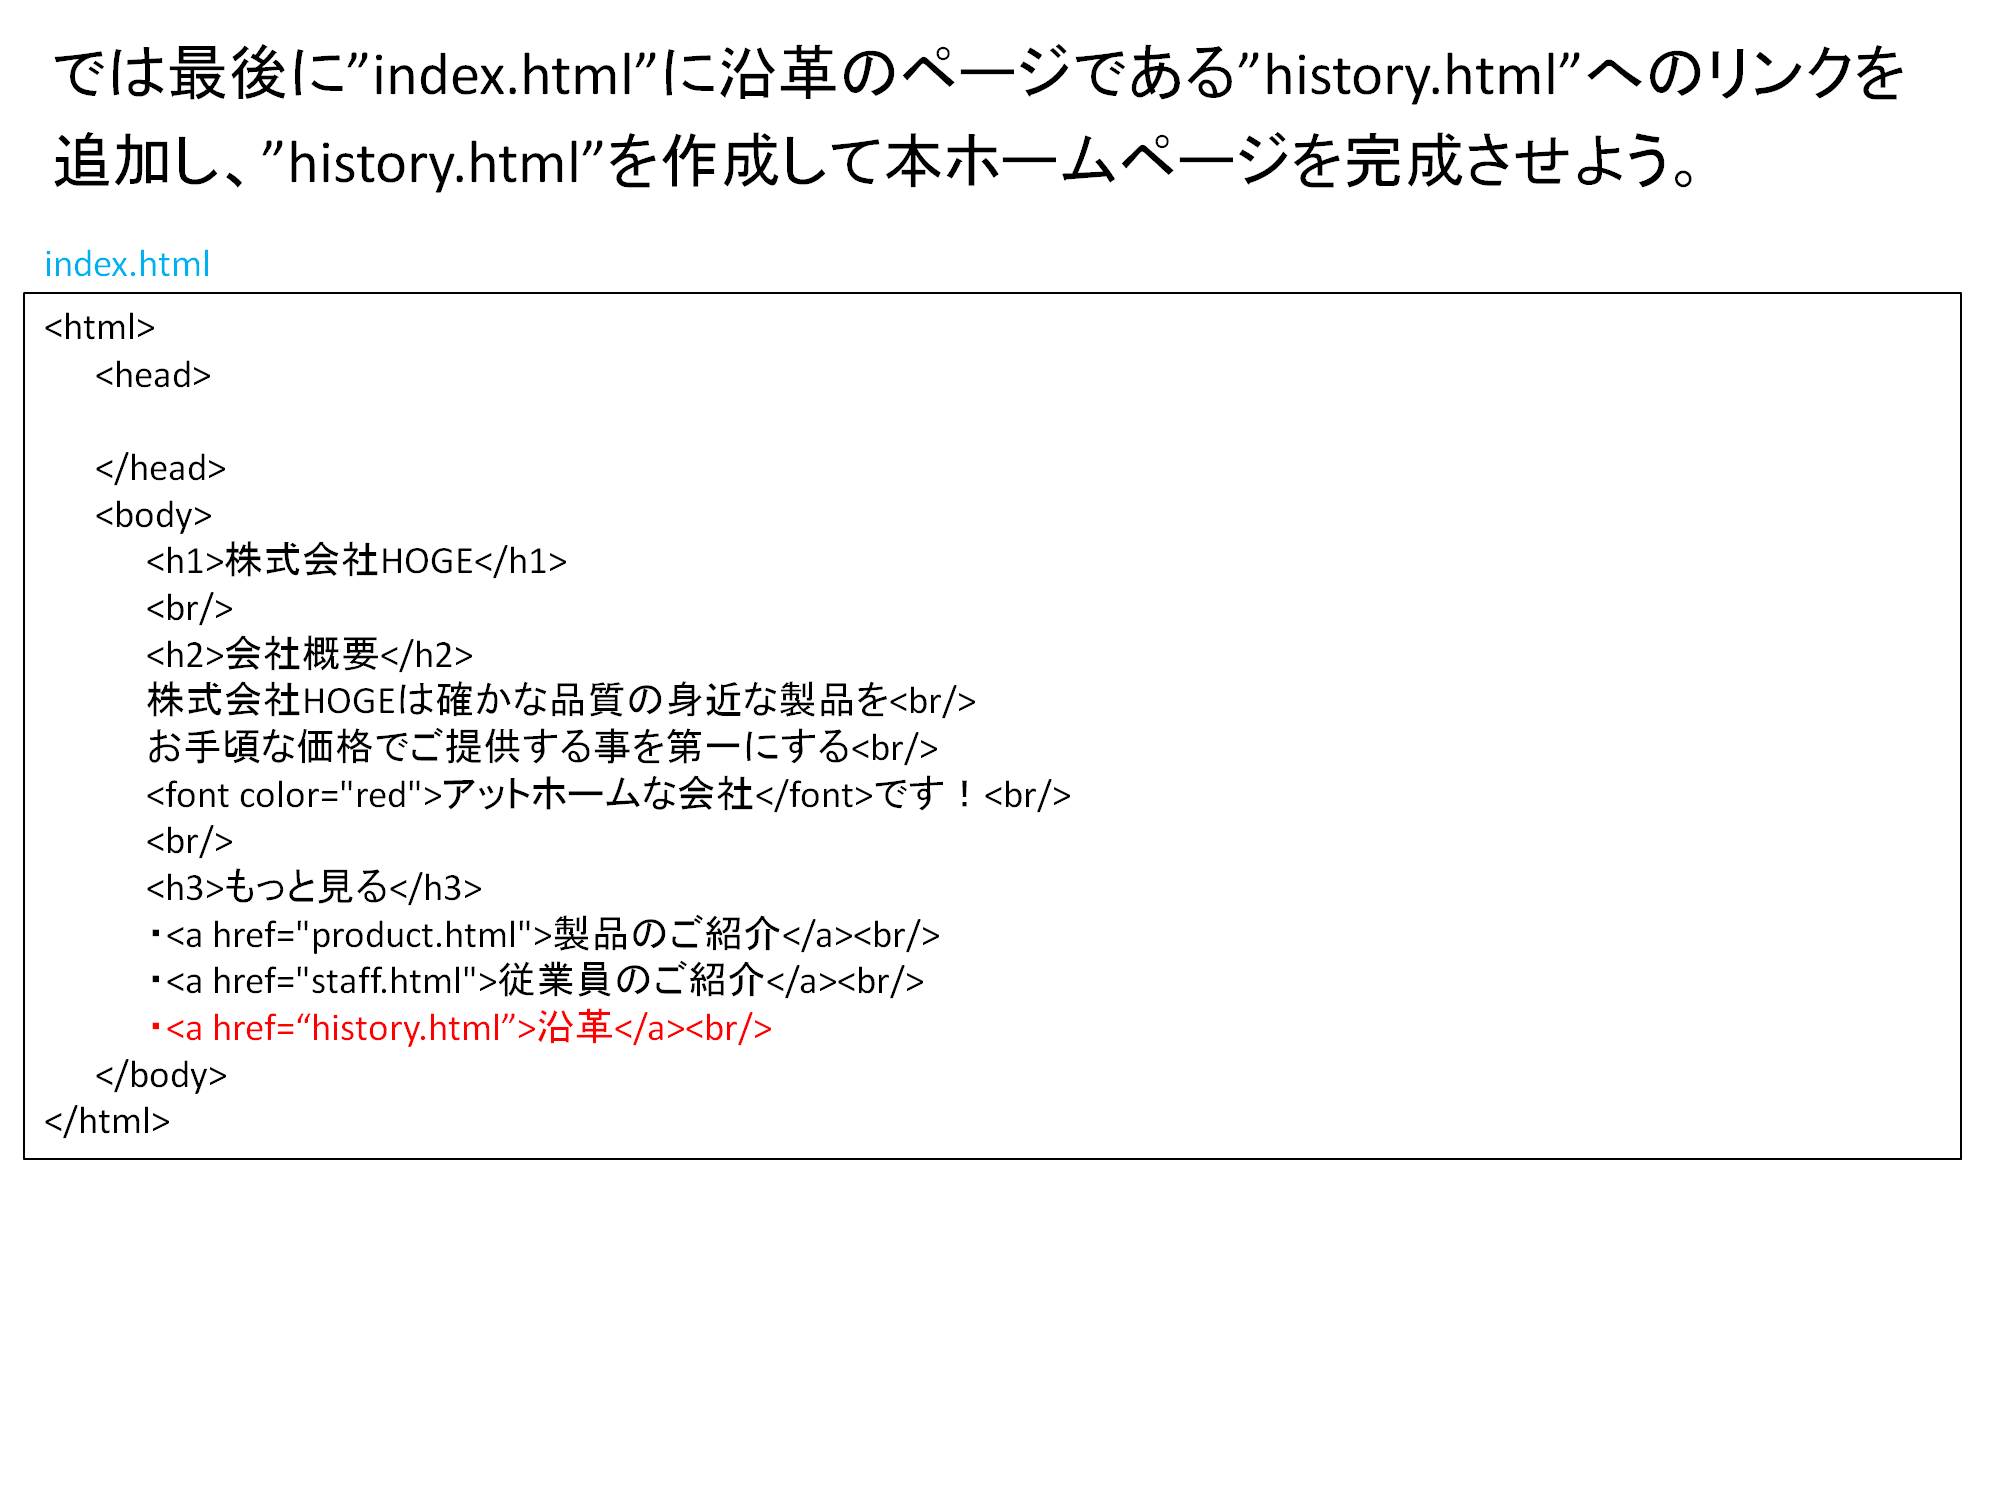 では最後に”index.html”に沿革のページである”history.html”へのリンクを
追加し、”history.html”を作成して本ホームページを完成させよう。
index.html
<html>
<head>
</head>
<body>
<h1>株式会社HOGE</h1>
<br/>
<h2>会社概要</h2>
株式会社HOGEは確かな品質の身近な製品を<br/>
お手頃な価格でご提供する事を第一にする<br/>
<font color="red">アットホームな会社</font>です！<br/>
<br/>
<h3>もっと見る</h3>
・<a href="product.html">製品のご紹介</a><br/>
・<a href="staff.html">従業員のご紹介</a><br/>
・<a href=“history.html”>沿革</a><br/>
</body>
</html>